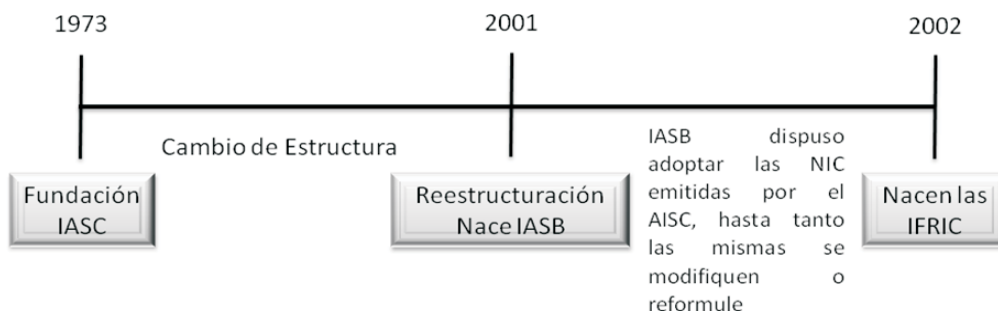 1973
2001
2002
Cambio de Estructura
Fundación
IASC
Reestructuración
Nace IASB
IASB dispuso
adoptar las NIC
emitidas por el
AISC, hasta tanto
las mismas se
modifiquen o
reformule
Nacen las
IFRIC